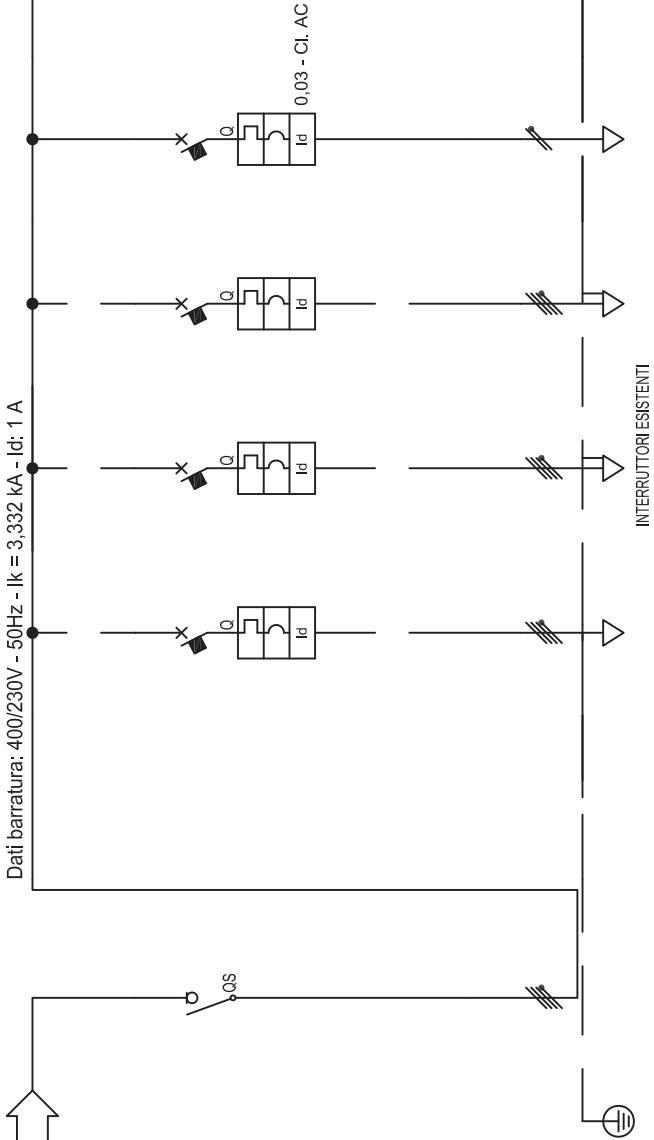 Dati barratura: 400/230V - 50Hz - Ik = 3,332 kA - Id: 1 A
QS
Q
Id
Q
Id
Q
Id
Q
Id
0,03 - Cl. AC
INTERRUTTORI ESISTENTI